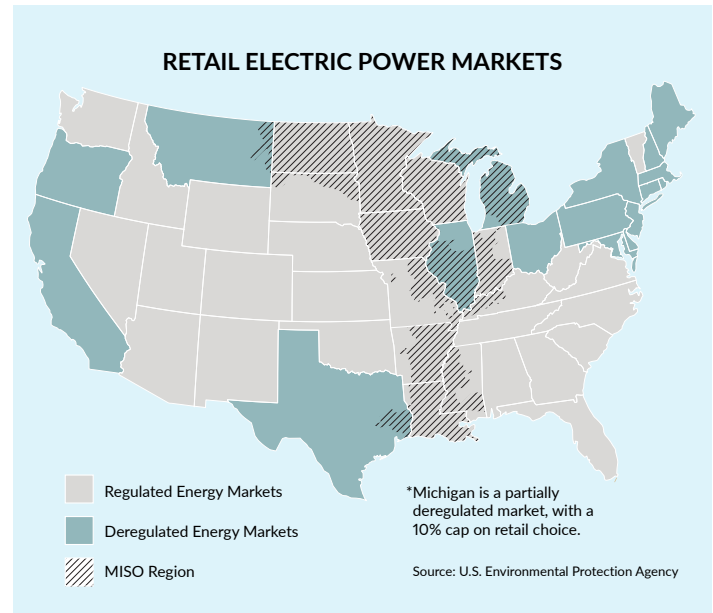 RETAIL ELECTRIC POWER MARKETS
Regulated Energy Markets
Deregulated Energy Markets
MISO Region
*Michigan is a partially
deregulated market, with a
10% cap on retail choice.
Source: U.S. Environmental Protection Agency